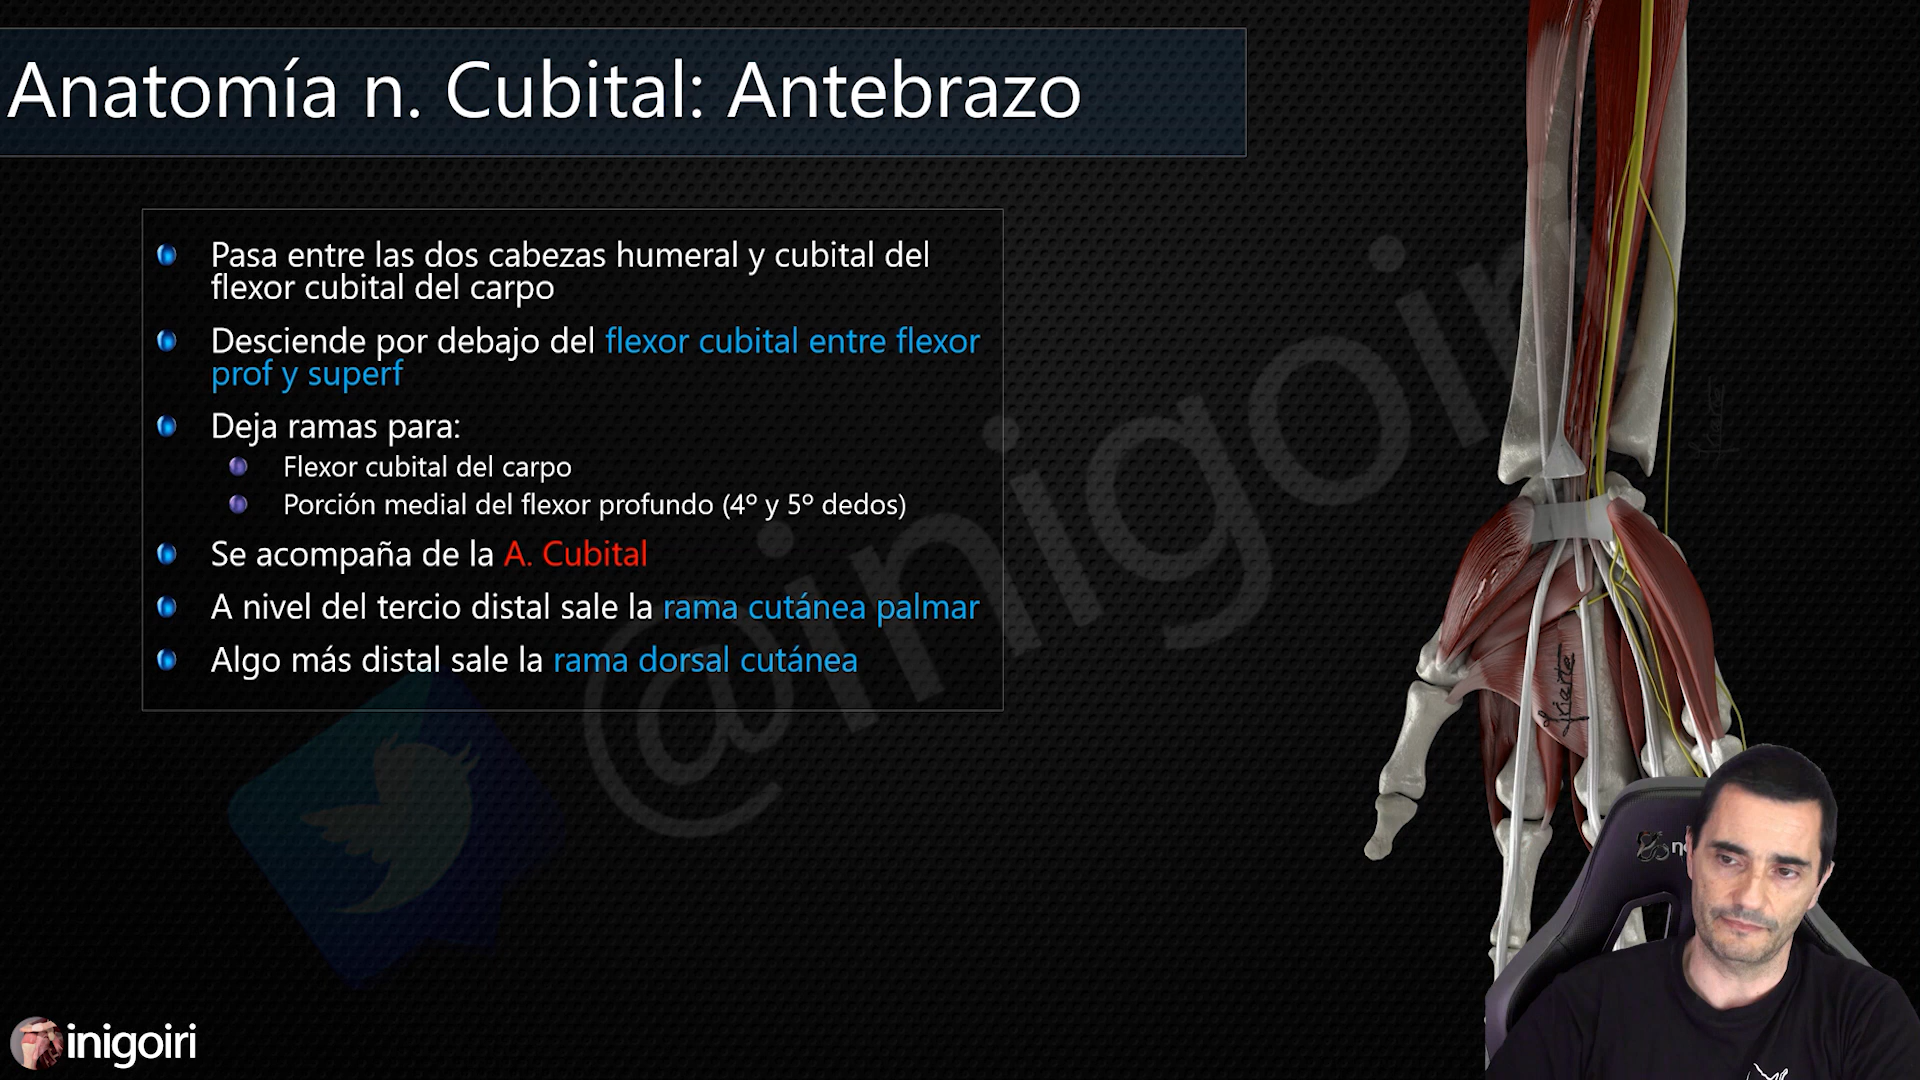 Anatomía n. Cubital: Antebrazo
Pasa entre las dos cabezas humeral y cubital del
flexor cubital del carpo
Desciende por debajo del flexor cubital entre flexor
prof y superf
Deja ramas para:
Flexor cubital del carpo
Porción medial del flexor profundo (4º y 5º dedos)
Se acompaña de la A. Cubital
A nivel del tercio distal sale la rama cutánea palmar
Algo más distal sale la rama dorsal cutánea
@inigoiri
Iriarte
inigoiri